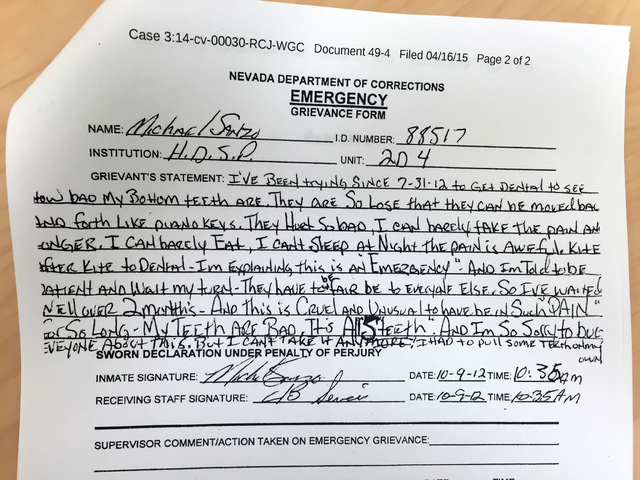 Case 3:14-cv-00030-RCJ-WGC Document 49-4 Filed 04/16/15 Page 2 of 2
NEVADA DEPARTMENT OF CORRECTIONS
EMERGENCY
GRIEVANCE FORM
NAME: Michael Sanzo I.D. NUMBER: 88517
INSTITUTION: H.D.S.P. UNIT: 2D 4
GRIEVANT'S STATEMENT: I'VE BEEN TRYING SINCE 7-31-12 to GET DENTAL to SEE
HOW BAD MY BOTTOM TEETH ARE. THEY ARE SO LOSE THAT THEY CAN BE MOVED BAC
AND FORTH LIKE PIANO KEYS. THEY HURT SO BAD, I CAN BARELY TAKE THE PAIN AN
ONGER. I CAN BARELY EAT, I CAN'T SLEEP AT NIGHT THE PAIN IS AWEFUL. KITE
AFTER KITE TO DENTAL - IM EXPLAINING THIS IS AN "EMERGENCY". AND IM TOLD to BE
PATIENT AND WAIT MY TURN - THEY HAVE to BE FAIR BE to EVERYONE ELSE. SO I'VE WAITED
WELL OVER 2 MONTHS - AND THIS IS CRUEL AND UNUSUAL to HAVE BE IN SUCH "PAIN"
FOR SO LONG - MY TEETH ARE BAD. IT IS All 5 TEETH" AND I'M SO SORRY to BUG
EVEYONE ABOUT THIS. BUT I CAN'T TAKE IT ANYMORE! I HAD to PULL SOME TEETH ON MY
OWN
SWORN DECLARATION UNDER PENALTY OF PERJURY
INMATE SIGNATURE: DATE: 10-9-12 TIME: 10:35 AM
RECEIVING STAFF SIGNATURE: DATE: 10-9-12 TIME: 10:35 AM
SUPERVISOR COMMENT/ACTION TAKEN ON EMERGENCY GRIEVANCE: